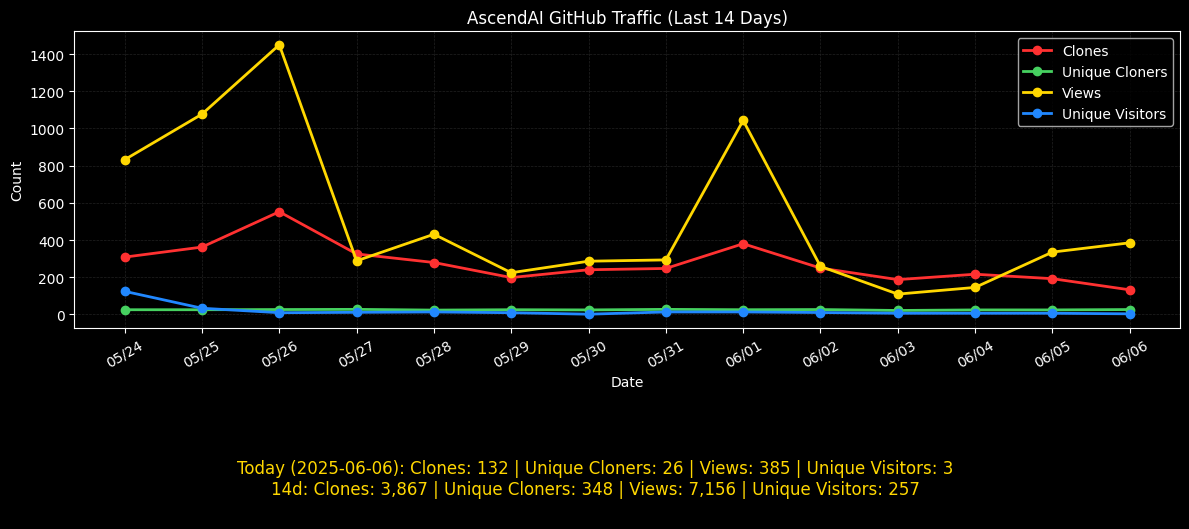 AscendAI GitHub Traffic (Last 14 Days)
Clones
Unique Cloners
Views
Unique Visitors
Count
1400
1200
1000
800
600
400
200
0
05/24
05/25
05/26
05/27
05/28
05/29
05/30
05/31
06/01
06/02
06/03
06/04
06/05
06/06
Date
Today (2025-06-06): Clones: 132 | Unique Cloners: 26 | Views: 385 | Unique Visitors: 3
14d: Clones: 3,867 | Unique Cloners: 348 | Views: 7,156 | Unique Visitors: 257